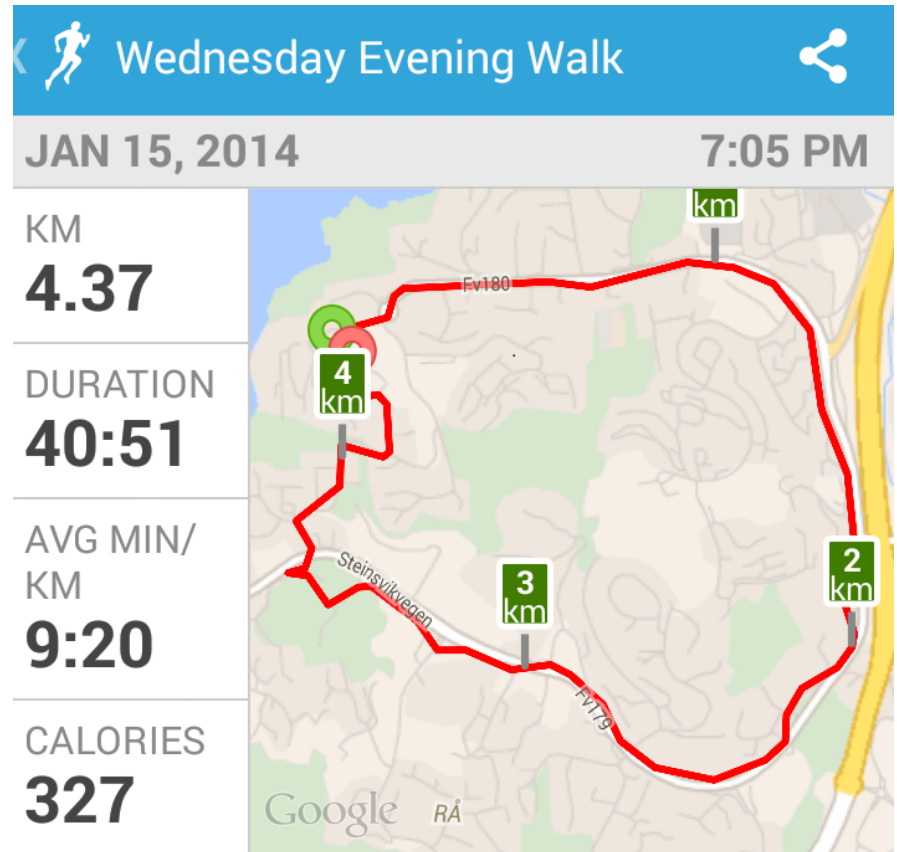 Wednesday Evening Walk
JAN 15, 2014 7:05 PM
KM
4.37
DURATION
40:51
AVG MIN/
KM
9:20
CALORIES
327
km
Fv180
4
km
Steinsvikvegen
3
km
2
km
Fv179
Google
RÅ